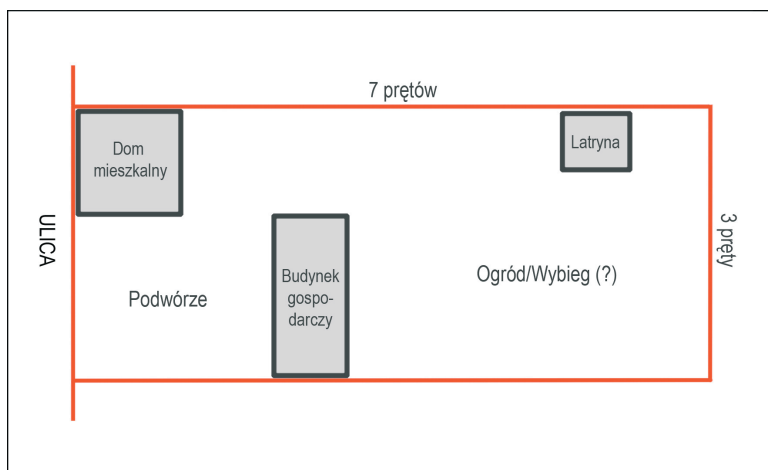 7 prętów
Dom
mieszkalny
Latryna
ULICA
3 pręty
Budynek
gospo-
darczy
Ogród/Wybieg (?)
Podwórze